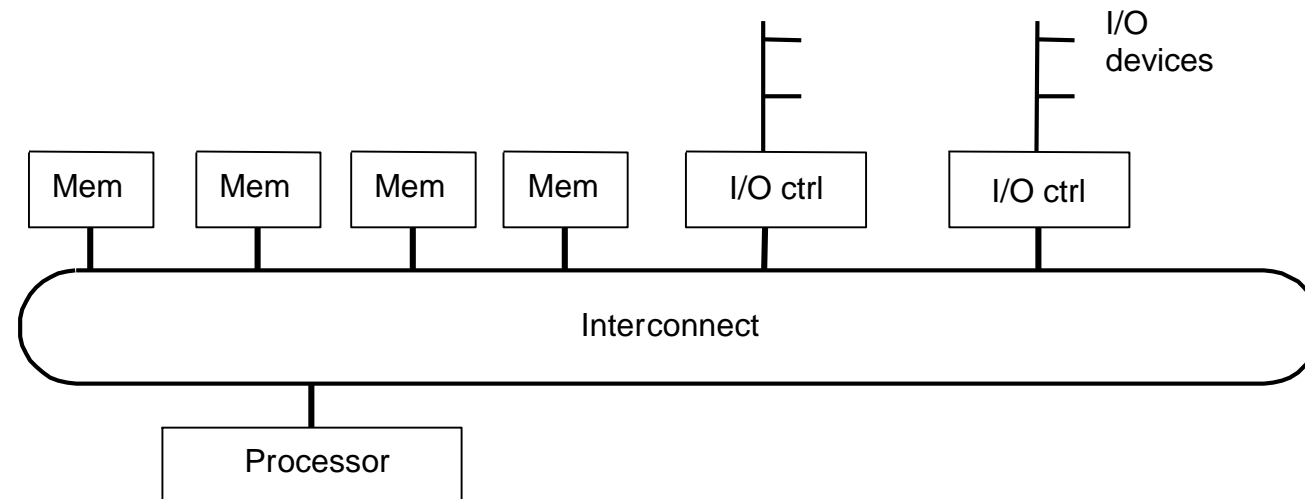 I/O
devices
Mem
Mem
Mem
Mem
I/O ctrl
I/O ctrl
Interconnect
Processor